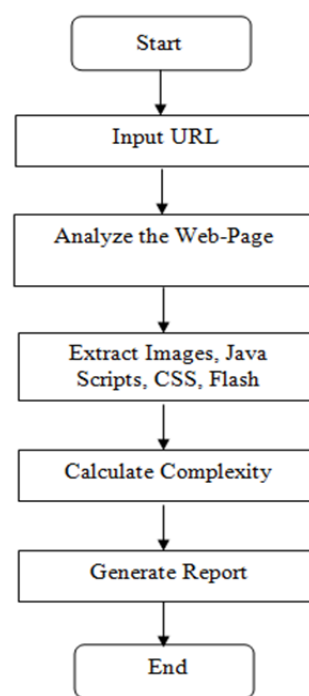 Start
Input URL
Analyze the Web-Page
Extract Images, Java
Scripts, CSS, Flash
Calculate Complexity
Generate Report
End